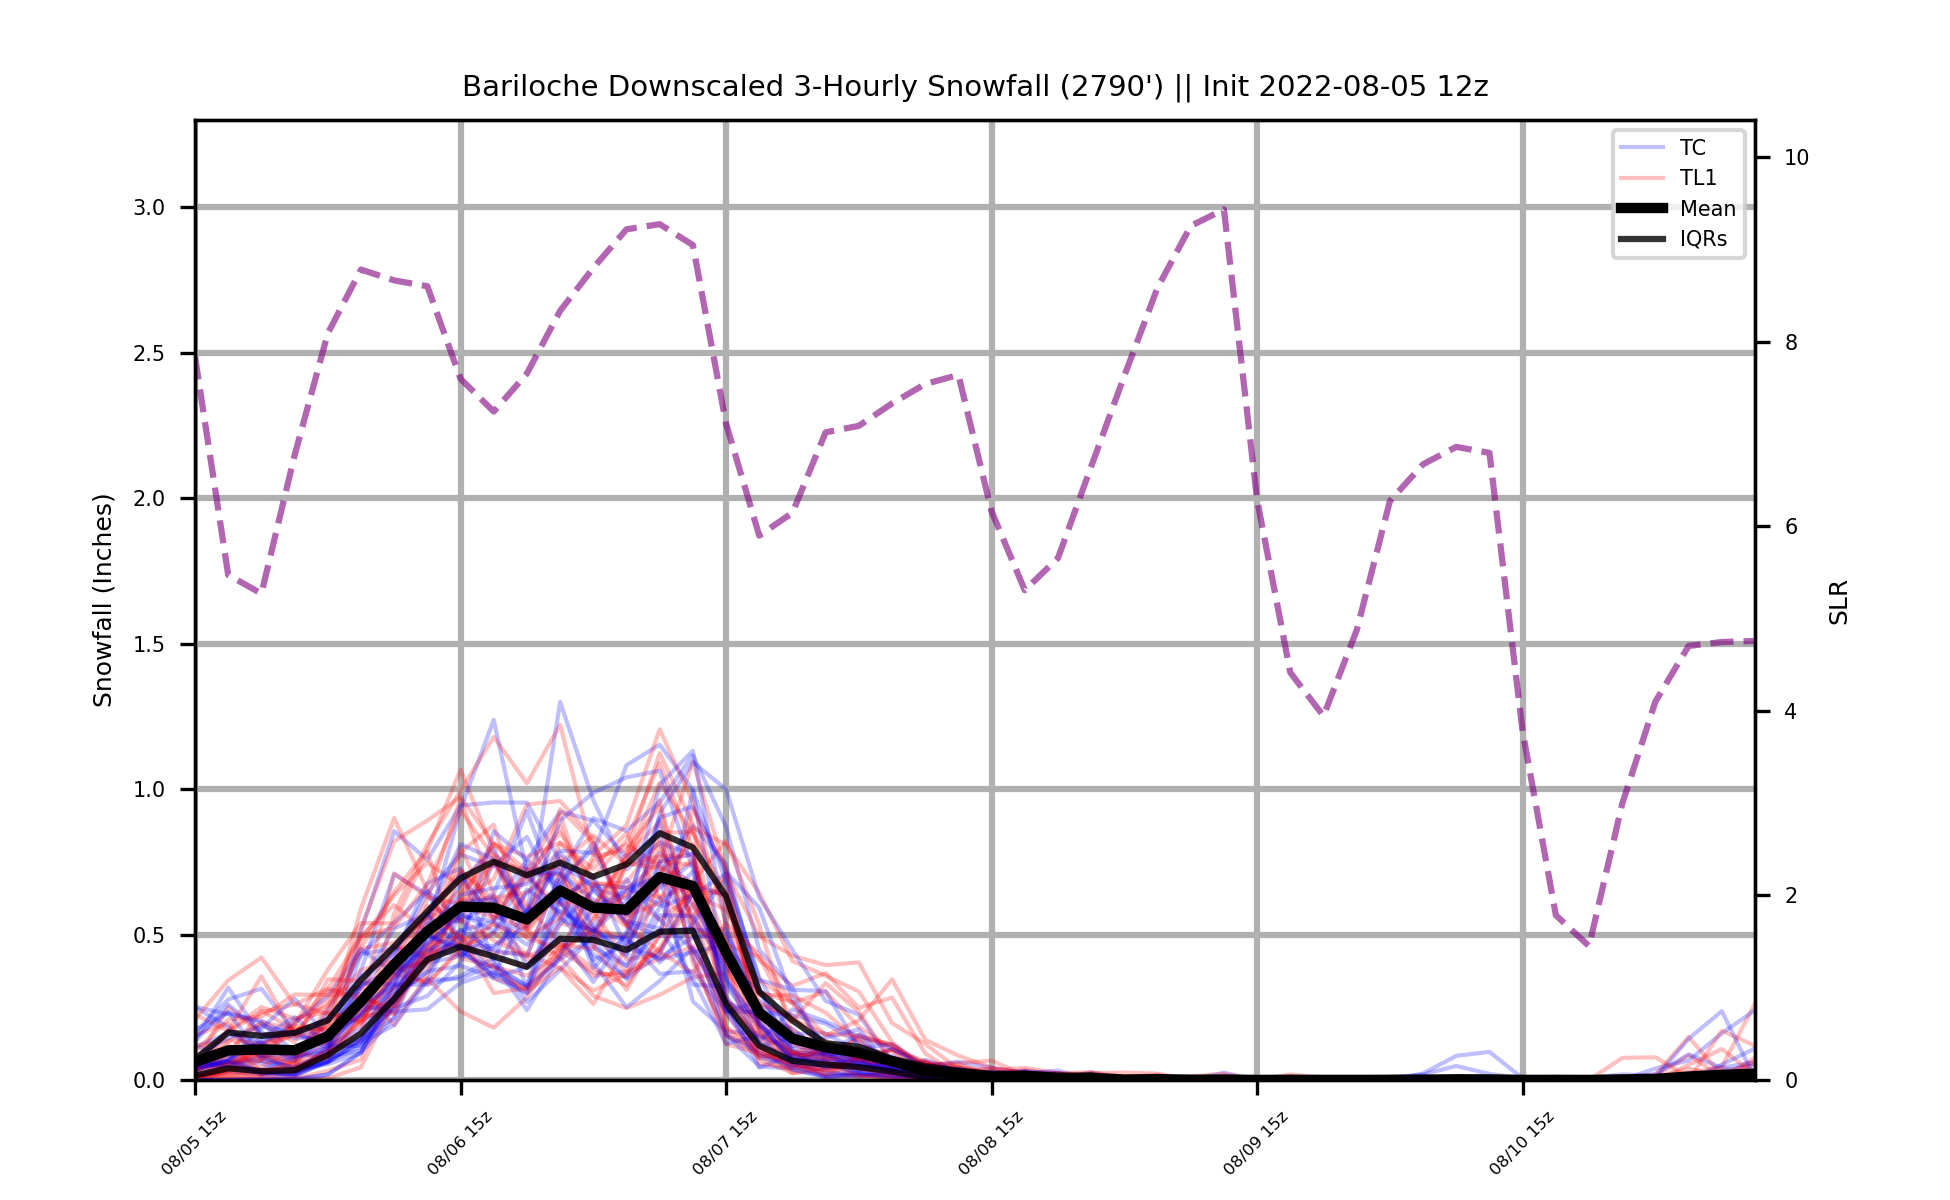 Bariloche Downscaled 3-Hourly Snowfall (2790') || Init 2022-08-05 12z
TC
TL1
Mean
IQRs
Snowfall (Inches)
3.0
2.5
2.0
1.5
1.0
0.5
0.0
SLR
10
8
6
4
2
0
08/05 15z
08/06 15z
08/07 15z
08/08 15z
08/09 15z
08/10 15z